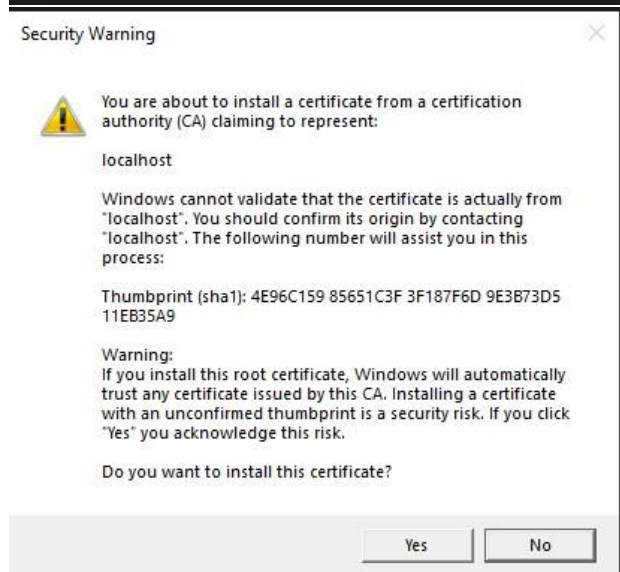 Security Warning
You are about to install a certificate from a certification
authority (CA) claiming to represent:
localhost
Windows cannot validate that the certificate is actually from
"localhost". You should confirm its origin by contacting
"localhost". The following number will assist you in this
process:
Thumbprint (sha1): 4E96C159 85651C3F 3F187F6D 9E3B73D5
11EB35A9
Warning:
If you install this root certificate, Windows will automatically
trust any certificate issued by this CA. Installing a certificate
with an unconfirmed thumbprint is a security risk. If you click
"Yes" you acknowledge this risk.
Do you want to install this certificate?
Yes
No